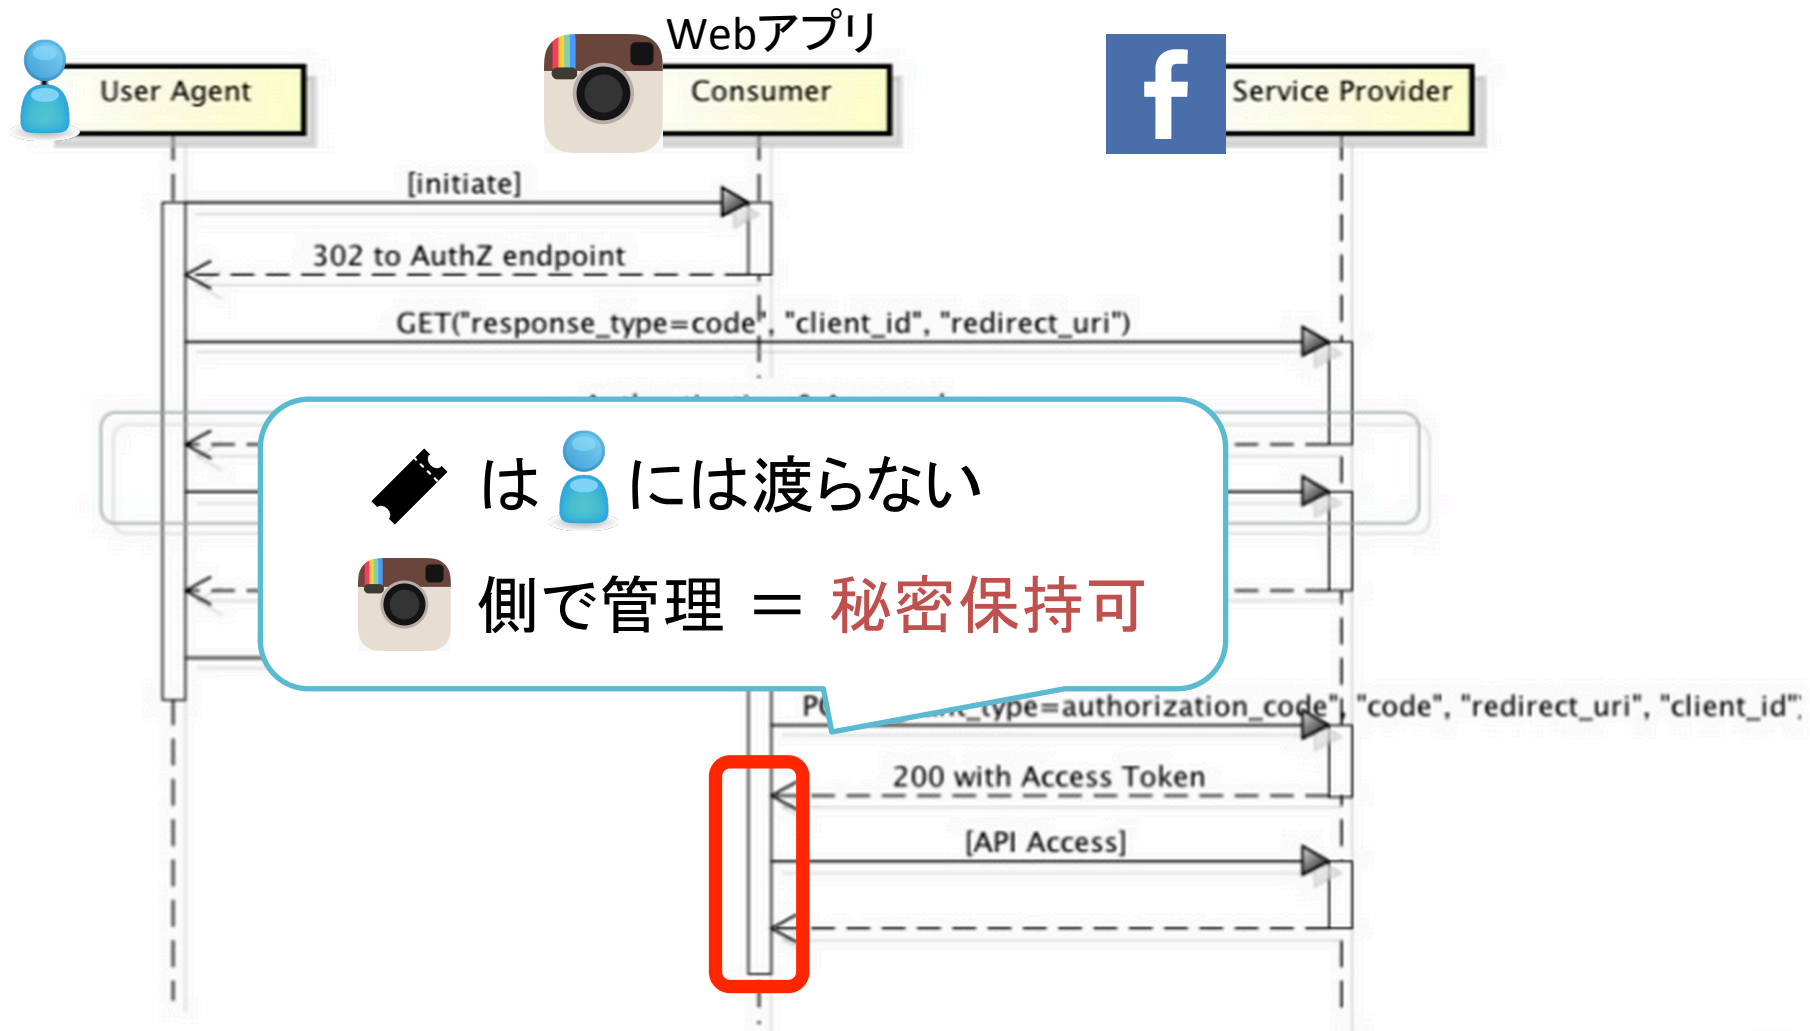 Webアプリ
User Agent
Consumer
Service Provider
[initiate]
302 to AuthZ endpoint
GET("response_type=code", "client_id", "redirect_uri")
は には渡らない
側で管理 = 秘密保持可
_type=authorization_code", "code", "redirect_uri", "client_id"
200 with Access Token
[API Access]